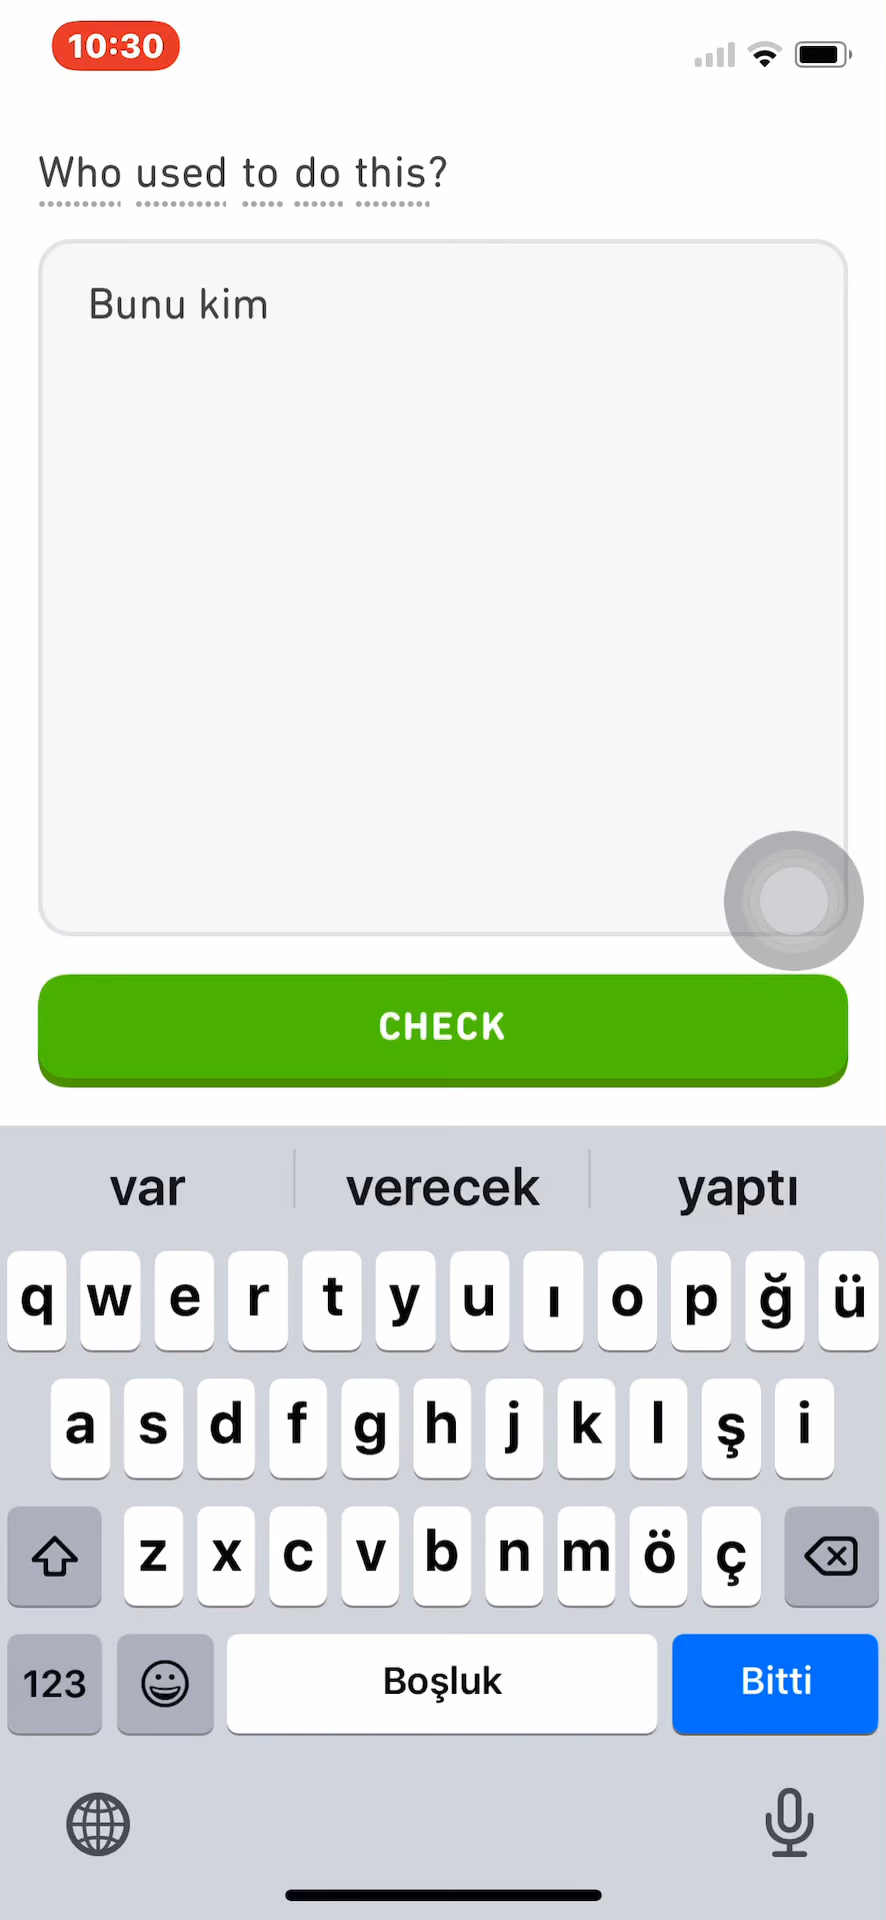 10:30
Who used to do this?
Bunu kim
CHECK
var verecek yaptı
q w e r t y u ı o p ğ ü
a s d f g h j k l ş i
z x c v b n m ö ç
123 Boşluk Bitti